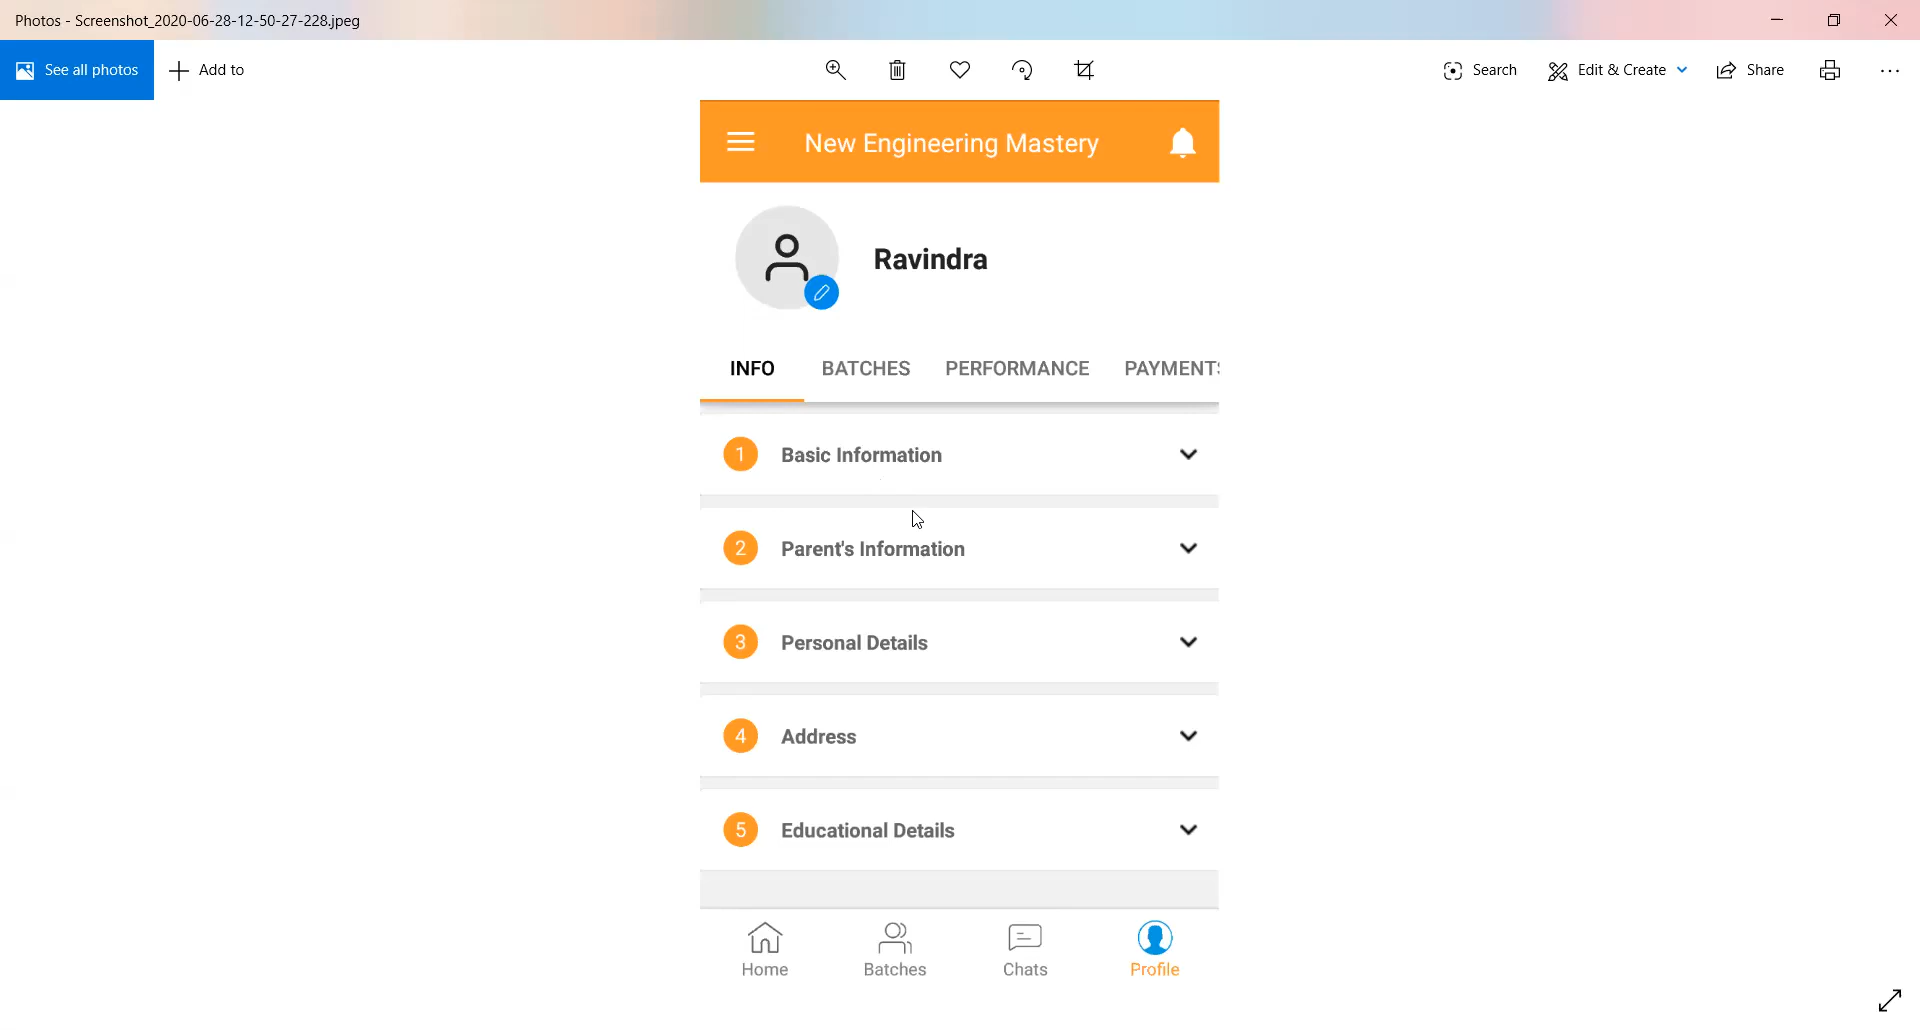 Photos - Screenshot_2020-06-28-12-50-27-228.jpeg
See all photos
Add to
Search
Edit & Create
Share
New Engineering Mastery
Ravindra
INFO BATCHES PERFORMANCE PAYMENTS
1 Basic Information
2 Parent's Information
3 Personal Details
4 Address
5 Educational Details
Home Batches Chats Profile